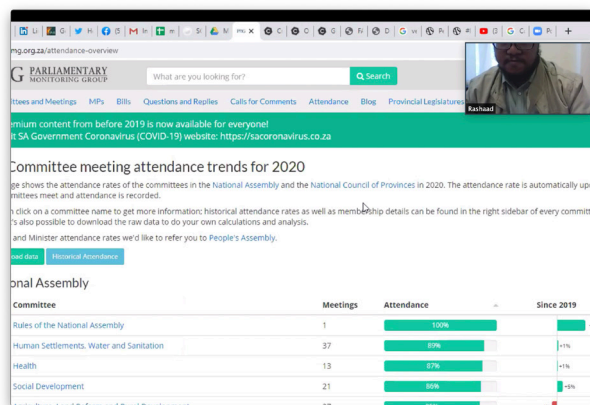 mg.org.za/attendance-overview
G PARLIAMENTARY
MONITORING GROUP
What are you looking for?
Search
ttees and Meetings MPs Bills Questions and Replies Calls for Comments Attendance Blog Provincial Legislatures
Rashaad
emium content from before 2019 is now available for everyone!
it SA Government Coronavirus (COVID-19) website: https://sacoronavirus.co.za
Committee meeting attendance trends for 2020
ge shows the attendance rates of the committees in the National Assembly and the National Council of Provinces in 2020. The attendance rate is automatically up
mittees meet and attendance is recorded.
n click on a committee name to get more information; historical attendance rates as well as membership details can be found in the right sidebar of every committ
t's also possible to download the raw data to do your own calculations and analysis.
and Minister attendance rates we'd like to refer you to People's Assembly.
oad data Historical Attendance
onal Assembly
Committee Meetings Attendance Since 2019
Rules of the National Assembly 1 100%
Human Settlements, Water and Sanitation 37 89% +1%
Health 13 87% +1%
Social Development 21 86% +5%